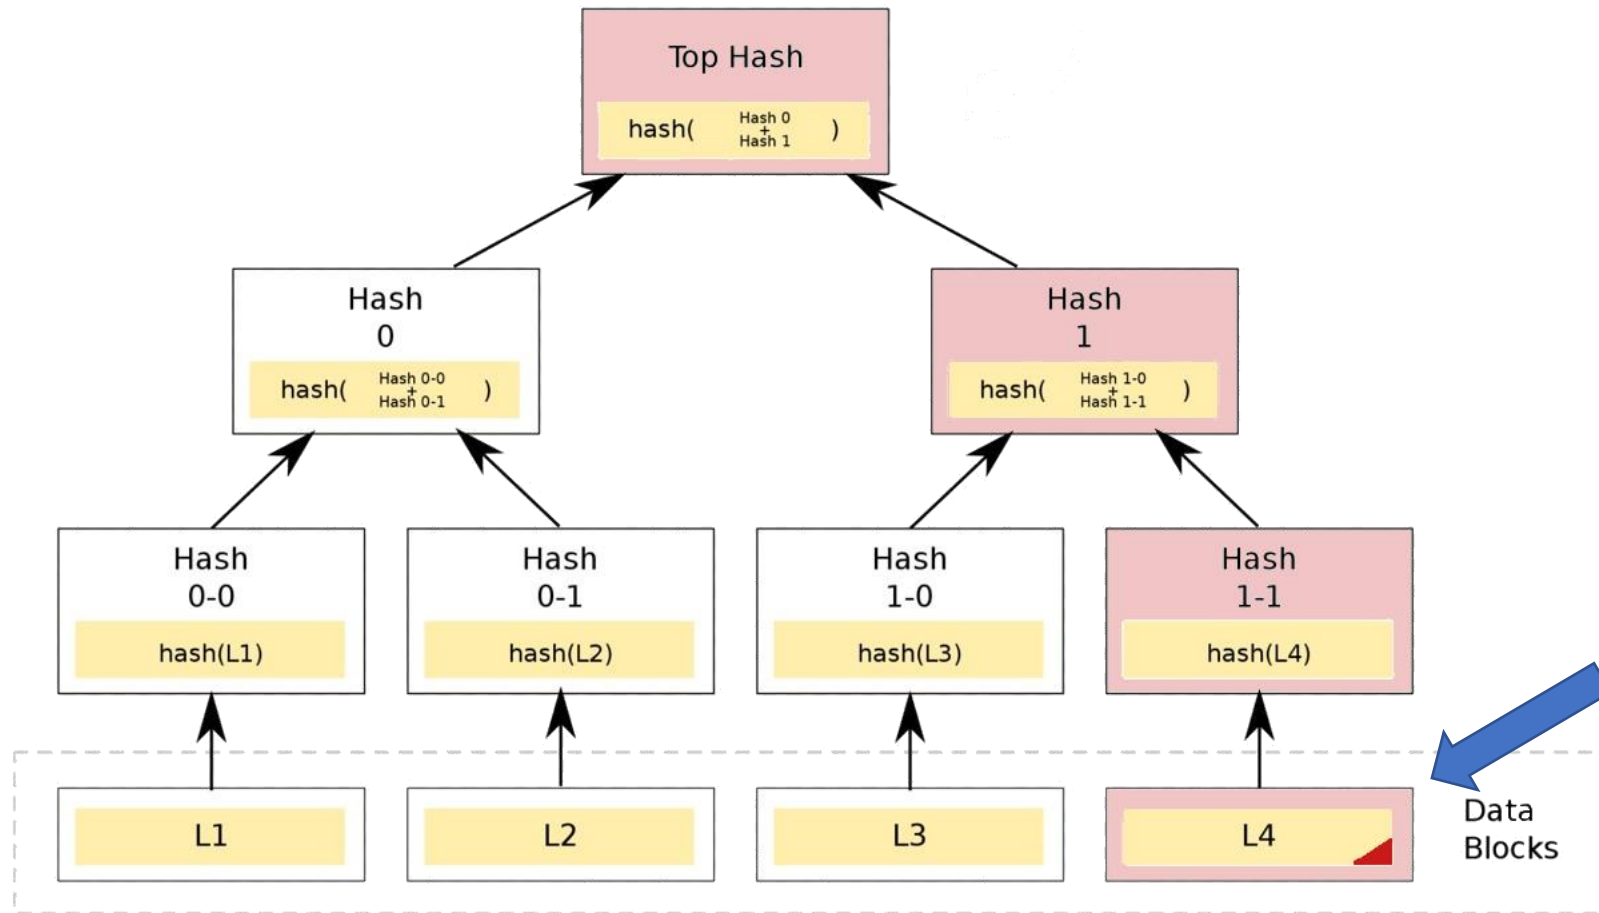 Top Hash
hash( Hash 0 + Hash 1 )
Hash
0
hash( Hash 0-0 + Hash 0-1 )
Hash
1
hash( Hash 1-0 + Hash 1-1 )
Hash
0-0
hash(L1)
Hash
0-1
hash(L2)
Hash
1-0
hash(L3)
Hash
1-1
hash(L4)
L1
L2
L3
L4
Data
Blocks